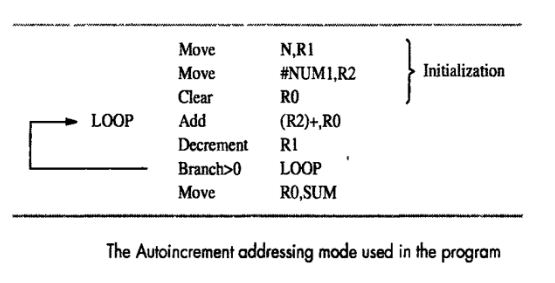 Move N,R1
Move #NUM1,R2 Initialization
Clear R0
LOOP Add (R2)+,R0
Decrement R1
Branch>0 LOOP
Move R0,SUM
The Autoincrement addressing mode used in the program